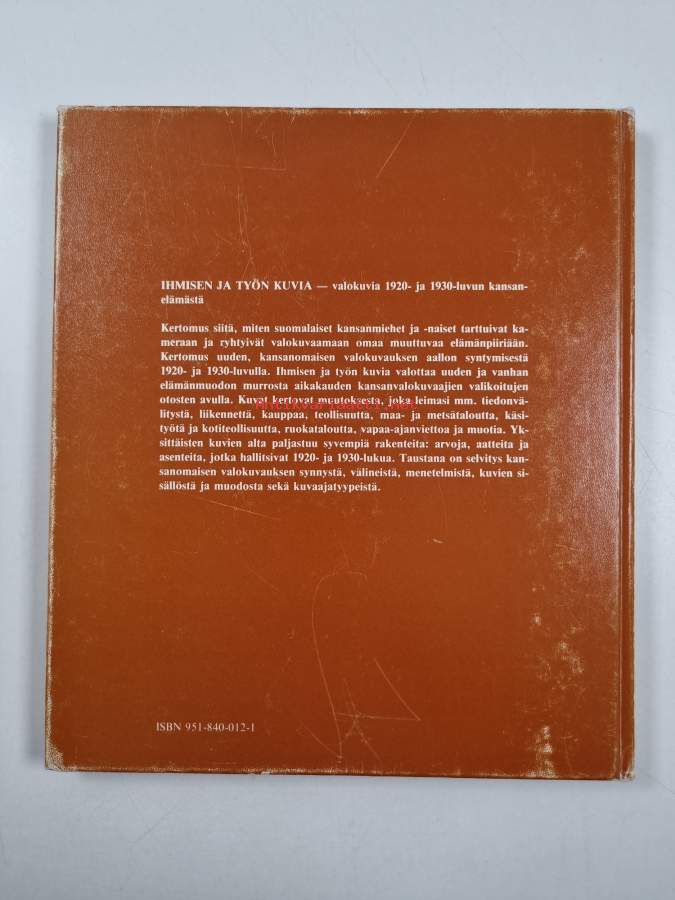 IHMISEN JA TYÖN KUVIA — valokuvia 1920- ja 1930-luvun kansan-
elämästä
Kertomus siitä, miten suomalaiset kansanmiehet ja -naiset tarttuivat ka-
meraan ja ryhtyivät valokuvaamaan omaa muuttuvaa elämänpiiriään.
Kertomus uuden, kansanomaisen valokuvauksen aallon syntymisestä
1920- ja 1930-luvulla. Ihmisen ja työn kuvia valottaa uuden ja vanhan
elämänmuodon murrosta aikakauden kansanvalokuvaajien valikoitujen
otosten avulla. Kuvat kertovat muutoksesta, joka leimasi mm. tiedonvä-
litystä, liikennettä, kauppaa, teollisuutta, maa- ja metsätaloutta, käsi-
työtä ja kotiteollisuutta, ruokataloutta, vapaa-ajanviettoa ja muotia. Yk-
sittäisten kuvien alta paljastuu syvempiä rakenteita: arvoja, aatteita ja
asenteita, jotka hallitsivat 1920- ja 1930-lukua. Taustana on selvitys kan-
sanomaisen valokuvauksen synnystä, välineistä, menetelmistä, kuvien si-
sällöstä ja muodosta sekä kuvaajatyypeistä.
Antikvariaatti.fi
ISBN 951-840-012-1